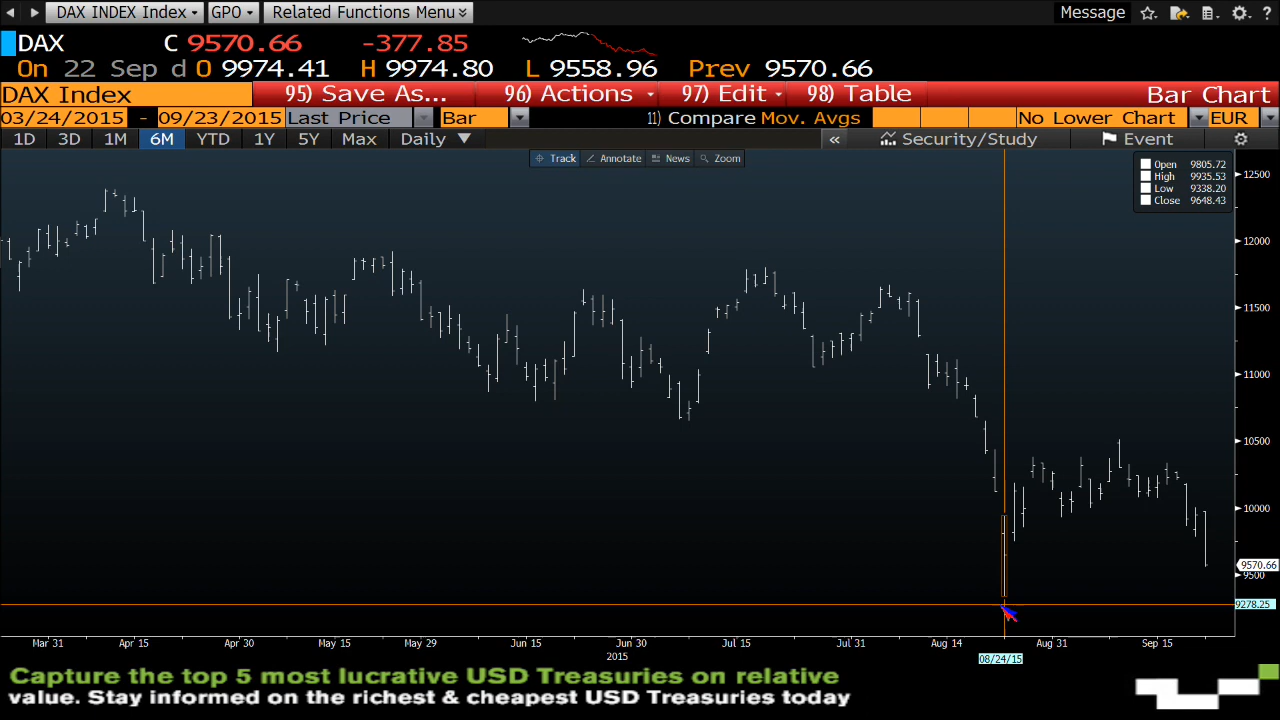 DAX INDEX Index GPO Related Functions Menu Message ?
DAX C 9570.66 -377.85
On 22 Sep d O 9974.41 H 9974.80 L 9558.96 Prev 9570.66
DAX Index 95) Save As... 96) Actions 97) Edit 98) Table Bar Chart
03/24/2015 - 09/23/2015 Last Price Bar 11) Compare Mov. Avgs No Lower Chart EUR
1D 3D 1M 6M YTD 1Y 5Y Max Daily « Security/Study Event
Track Annotate News Zoom
Open 9805.72
High 9935.53
Low 9338.20
Close 9648.43
12500
12000
11500
11000
10500
10000
9570.66
9500
9278.25
Mar 31 Apr 15 Apr 30 May 15 May 29 Jun 15 Jun 30 Jul 15 Jul 31 Aug 14 Aug 31 Sep 15
2015 08/24/15
Capture the top 5 most lucrative USD Treasuries on relative
value. Stay informed on the richest & cheapest USD Treasuries today